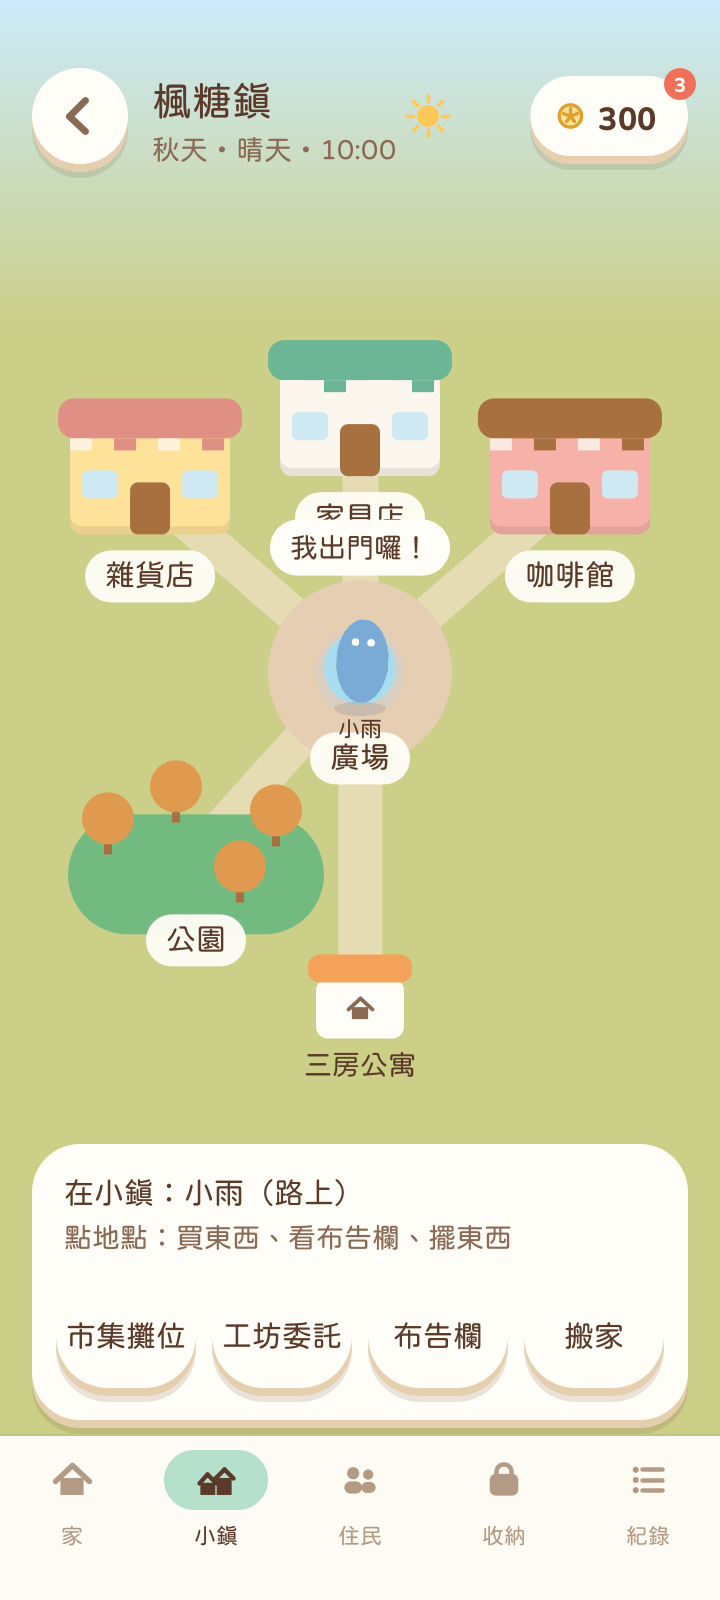 楓糖鎮
秋天・晴天・10:00
300
3
家具店
我出門囉！
雜貨店
咖啡館
小雨
廣場
公園
三房公寓
在小鎮：小雨（路上）
點地點：買東西、看布告欄、擺東西
市集攤位
工坊委託
布告欄
搬家
家
小鎮
住民
收納
紀錄